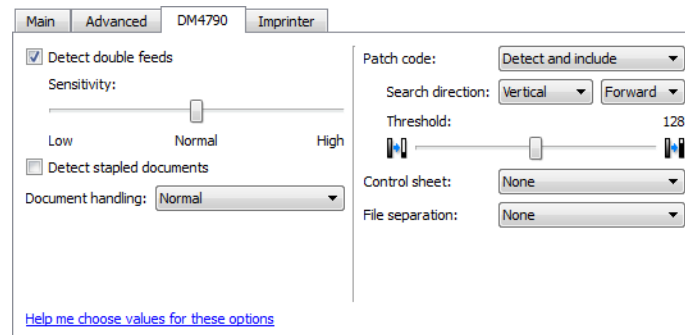 Main Advanced DM4790 Imprinter
Detect double feeds
Sensitivity:
Low Normal High
Detect stapled documents
Document handling: Normal
Patch code: Detect and include
Search direction: Vertical Forward
Threshold: 128
Control sheet: None
File separation: None
Help me choose values for these options